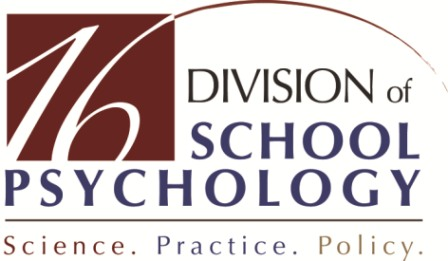 16
DIVISION of
SCHOOL
PSYCHOLOGY
Science. Practice. Policy.